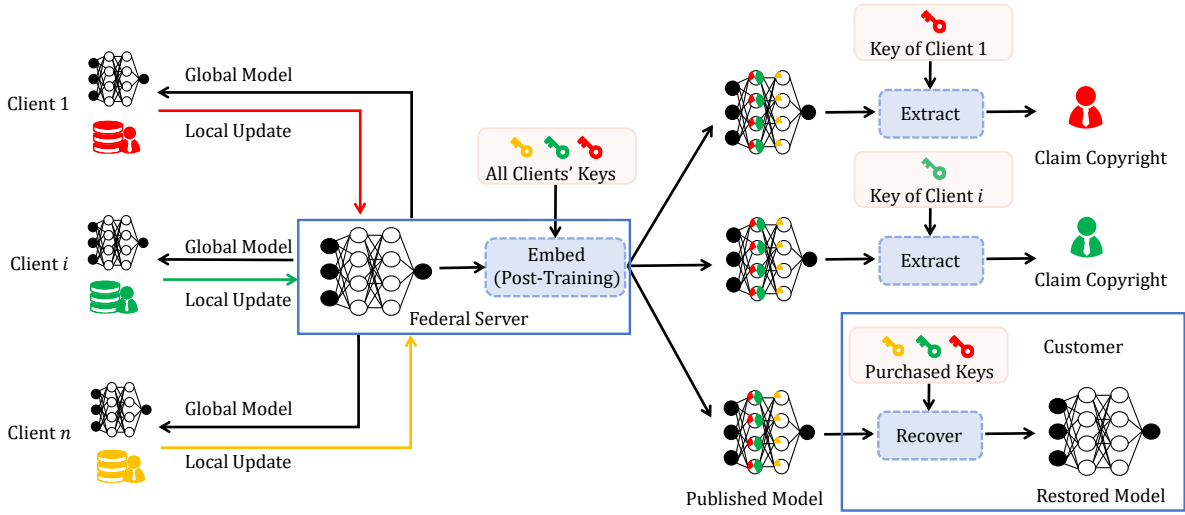 Client 1
Global Model
Local Update
Client i
Global Model
Local Update
Client n
Global Model
Local Update
All Clients' Keys
Embed
(Post-Training)
Federal Server
Key of Client 1
Extract
Claim Copyright
Key of Client i
Extract
Claim Copyright
Purchased Keys
Customer
Recover
Published Model
Restored Model